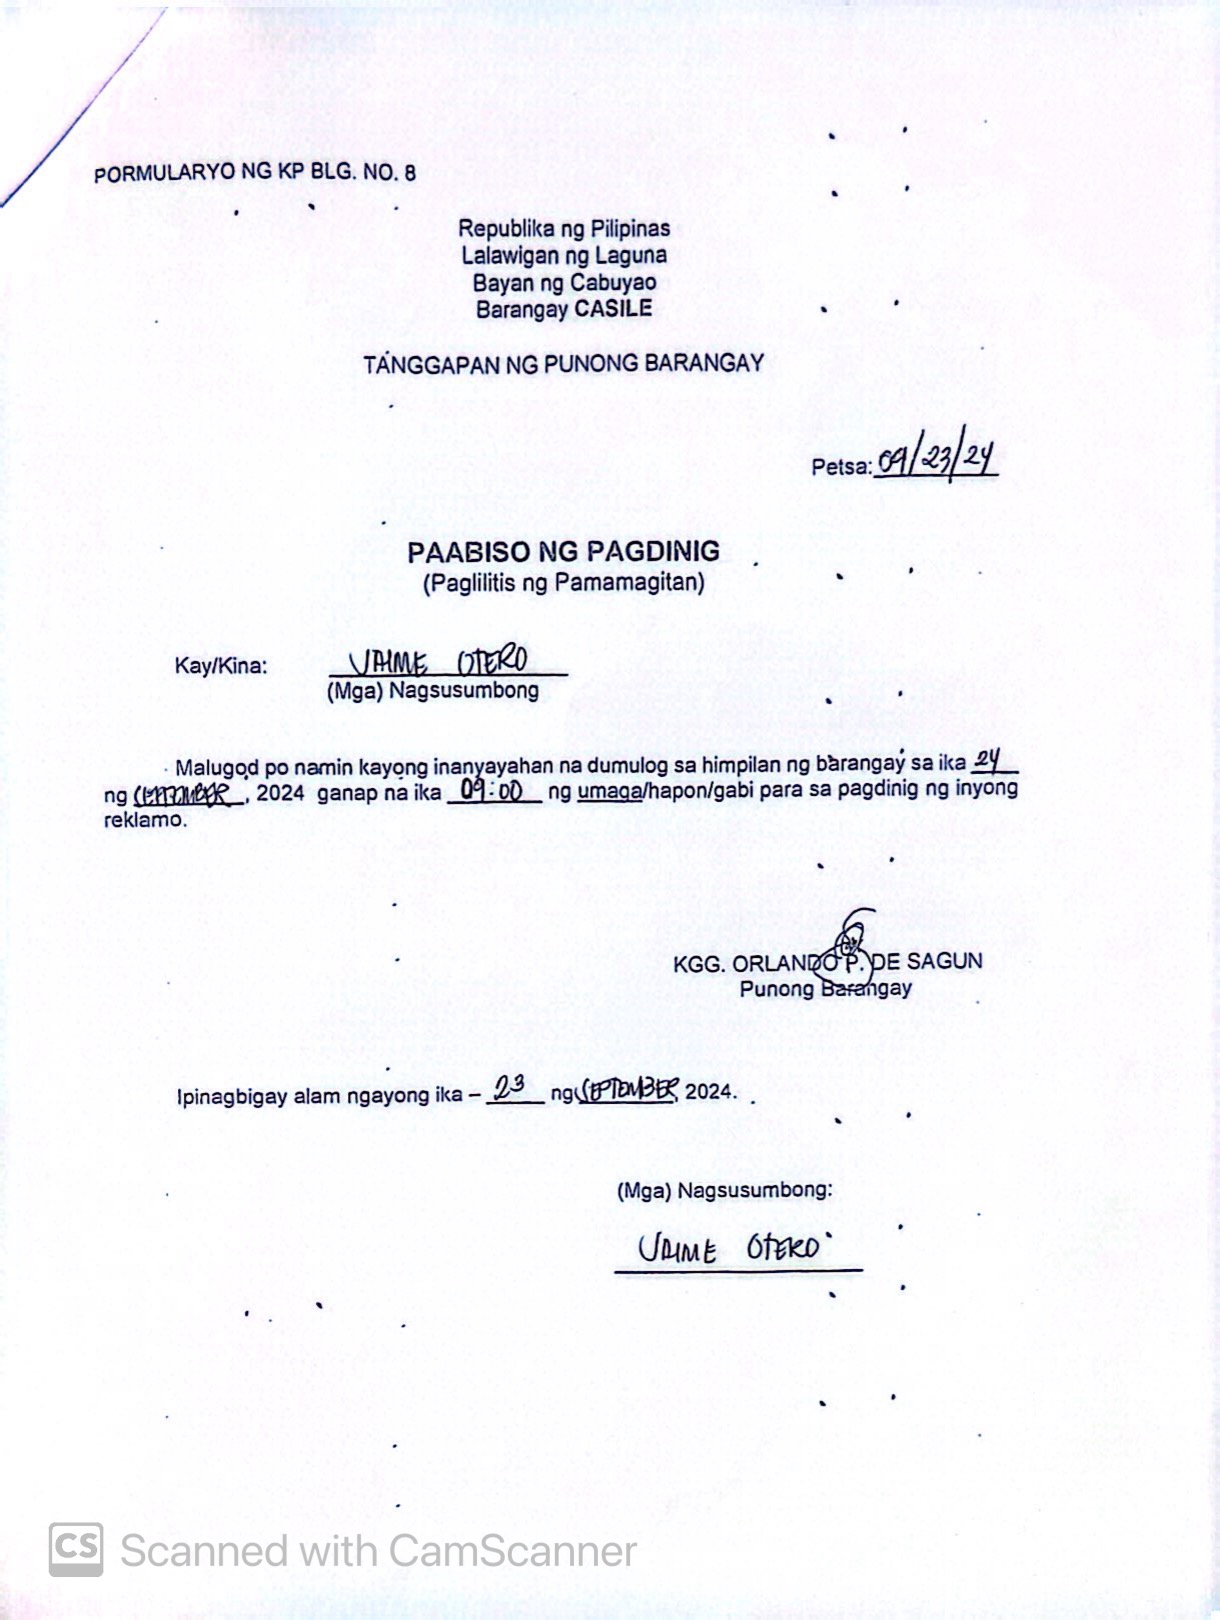 PORMULARYO NG KP BLG. NO. 8
Republika ng Pilipinas
Lalawigan ng Laguna
Bayan ng Cabuyao
Barangay CASILE
TANGGAPAN NG PUNONG BARANGAY
Petsa: 09/23/24
PAABISO NG PAGDINIG
(Paglilitis ng Pamamagitan)
Kay/Kina: JAIME OTERO
(Mga) Nagsusumbong
Malugod po namin kayong inanyayahan na dumulog sa himpilan ng barangay sa ika 24
ng SEPTEMBER, 2024 ganap na ika 09:00 ng umaga/hapon/gabi para sa pagdinig ng inyong
reklamo.
KGG. ORLANDO P. DE SAGUN
Punong Barangay
Ipinagbigay alam ngayong ika – 23 ng SEPTEMBER, 2024.
(Mga) Nagsusumbong:
JAIME OTERO
CS Scanned with CamScanner